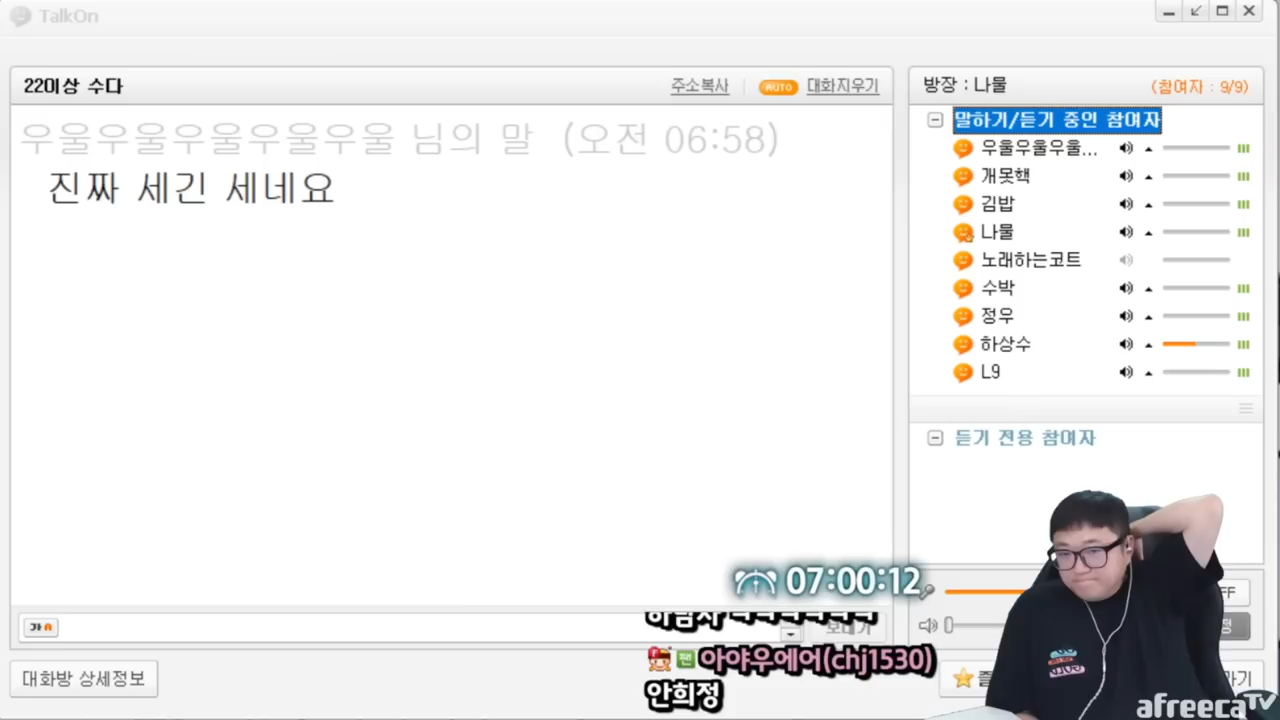 TalkOn
22이상 수다
주소복사
AUTO
대화지우기
우울우울우울우울우울 님의 말 (오전 06:58)
진짜 세긴 세네요
방장 : 나물
(참여자 : 9/9)
말하기/듣기 중인 참여자
우울우울우울...
개못핵
김밥
나물
노래하는코트
수박
정우
하상수
L9
듣기 전용 참여자
07:00:12
가
보내기
팬 아야우에어(chj1530)
안희정
대화방 상세정보
afreecaTV